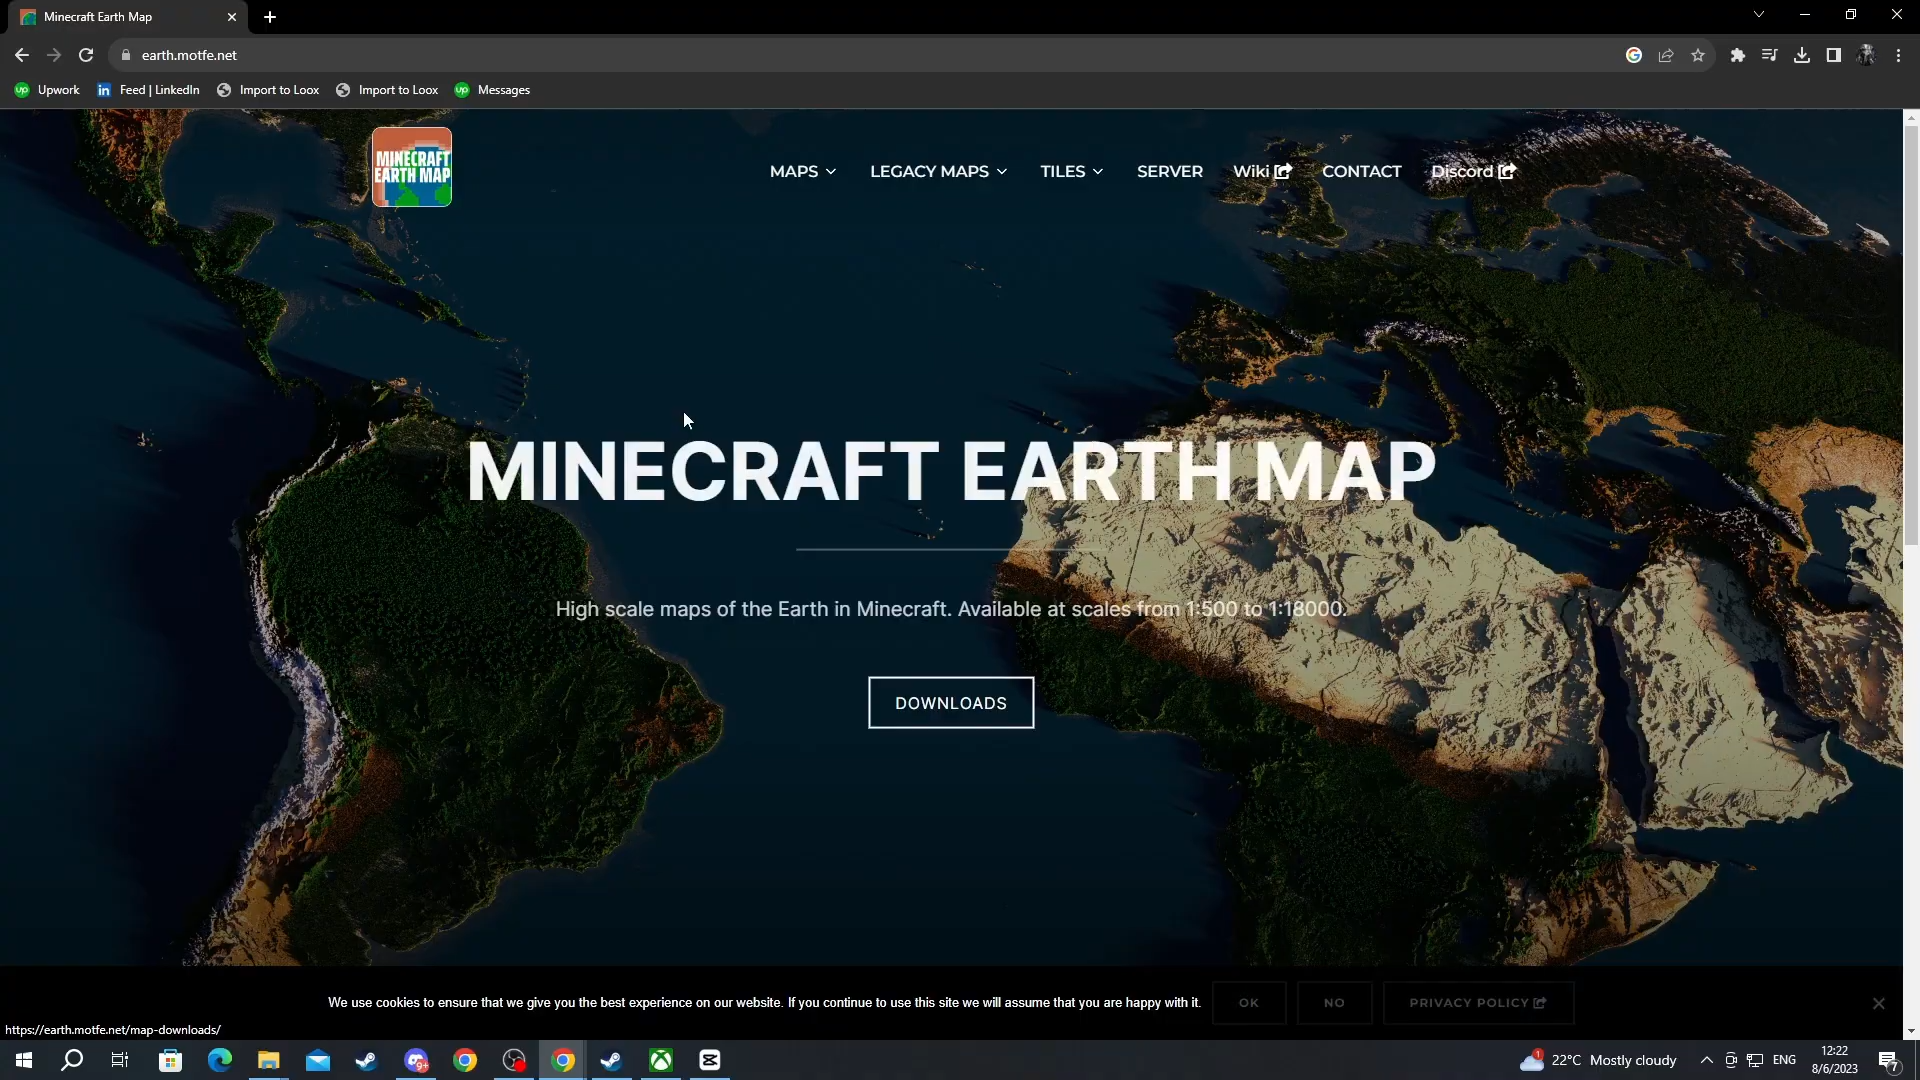 Minecraft Earth Map
earth.motfe.net
Upwork
Feed | LinkedIn
Import to Loox
Import to Loox
Messages
MINECRAFT
EARTH MAP
MAPS
LEGACY MAPS
TILES
SERVER
Wiki
CONTACT
Discord
MINECRAFT EARTH MAP
High scale maps of the Earth in Minecraft. Available at scales from 1:500 to 1:18000.
DOWNLOADS
We use cookies to ensure that we give you the best experience on our website. If you continue to use this site we will assume that you are happy with it.
OK
NO
PRIVACY POLICY
https://earth.motfe.net/map-downloads/
9+
1
22°C Mostly cloudy
ENG
12:22
8/6/2023
7